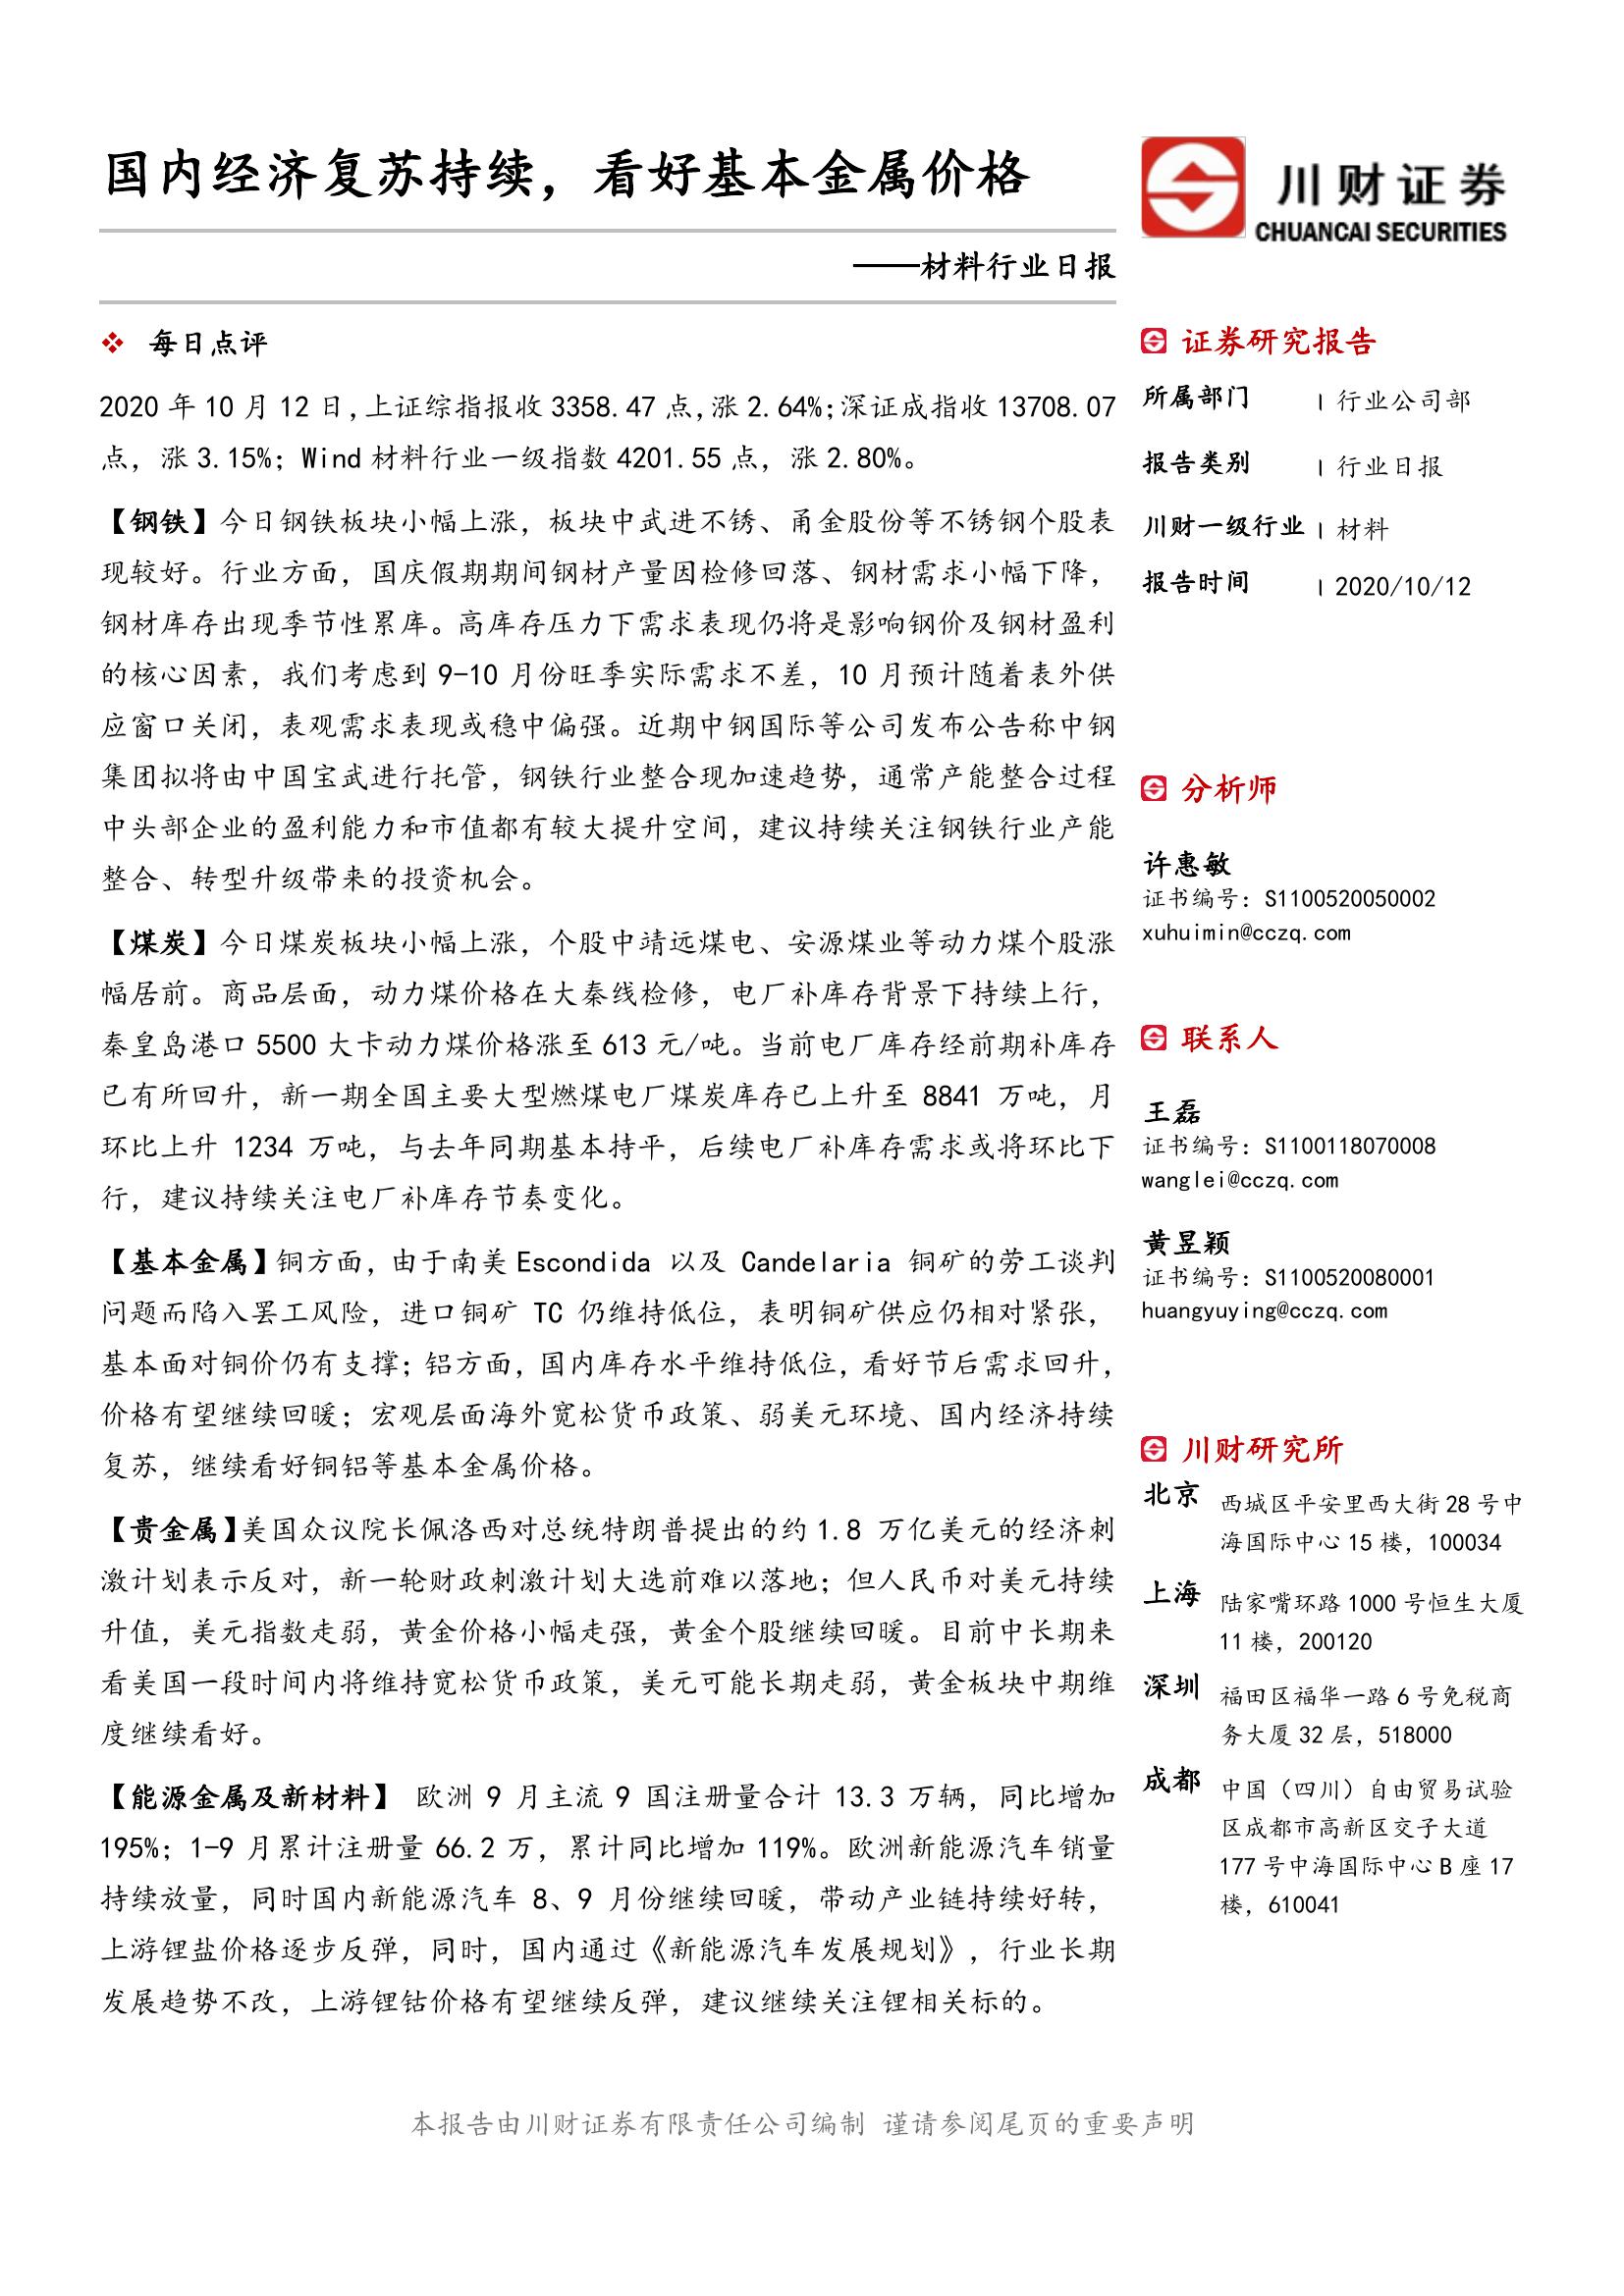 国内经济复苏持续，看好基本金属价格
——材料行业日报
每日点评
2020 年 10 月 12 日，上证综指报收 3358.47 点，涨 2.64%；深证成指收 13708.07
点，涨 3.15%；Wind 材料行业一级指数 4201.55 点，涨 2.80%。
【钢铁】今日钢铁板块小幅上涨，板块中武进不锈、甬金股份等不锈钢个股表
现较好。行业方面，国庆假期期间钢材产量因检修回落、钢材需求小幅下降，
钢材库存出现季节性累库。高库存压力下需求表现仍将是影响钢价及钢材盈利
的核心因素，我们考虑到 9-10 月份旺季实际需求不差，10 月预计随着表外供
应窗口关闭，表观需求表现或稳中偏强。近期中钢国际等公司发布公告称中钢
集团拟将由中国宝武进行托管，钢铁行业整合现加速趋势，通常产能整合过程
中头部企业的盈利能力和市值都有较大提升空间，建议持续关注钢铁行业产能
整合、转型升级带来的投资机会。
【煤炭】今日煤炭板块小幅上涨，个股中靖远煤电、安源煤业等动力煤个股涨
幅居前。商品层面，动力煤价格在大秦线检修，电厂补库存背景下持续上行，
秦皇岛港口 5500 大卡动力煤价格涨至 613 元/吨。当前电厂库存经前期补库存
已有所回升，新一期全国主要大型燃煤电厂煤炭库存已上升至 8841 万吨，月
环比上升 1234 万吨，与去年同期基本持平，后续电厂补库存需求或将环比下
行，建议持续关注电厂补库存节奏变化。
【基本金属】铜方面，由于南美 Escondida 以及 Candelaria 铜矿的劳工谈判
问题而陷入罢工风险，进口铜矿 TC 仍维持低位，表明铜矿供应仍相对紧张，
基本面对铜价仍有支撑；铝方面，国内库存水平维持低位，看好节后需求回升，
价格有望继续回暖；宏观层面海外宽松货币政策、弱美元环境、国内经济持续
复苏，继续看好铜铝等基本金属价格。
【贵金属】美国众议院长佩洛西对总统特朗普提出的约 1.8 万亿美元的经济刺
激计划表示反对，新一轮财政刺激计划大选前难以落地；但人民币对美元持续
升值，美元指数走弱，黄金价格小幅走强，黄金个股继续回暖。目前中长期来
看美国一段时间内将维持宽松货币政策，美元可能长期走弱，黄金板块中期维
度继续看好。
【能源金属及新材料】 欧洲 9 月主流 9 国注册量合计 13.3 万辆，同比增加
195%；1-9 月累计注册量 66.2 万，累计同比增加 119%。欧洲新能源汽车销量
持续放量，同时国内新能源汽车 8、9 月份继续回暖，带动产业链持续好转，
上游锂盐价格逐步反弹，同时，国内通过《新能源汽车发展规划》，行业长期
发展趋势不改，上游锂钴价格有望继续反弹，建议继续关注锂相关标的。
川财证券
CHUANCAI SECURITIES
证券研究报告
所属部门 | 行业公司部
报告类别 | 行业日报
川财一级行业 | 材料
报告时间 | 2020/10/12
分析师
许惠敏
证书编号：S1100520050002
xuhuimin@cczq.com
联系人
王磊
证书编号：S1100118070008
wanglei@cczq.com
黄昱颖
证书编号：S1100520080001
huangyuying@cczq.com
川财研究所
北京 西城区平安里西大街 28 号中
海国际中心 15 楼，100034
上海 陆家嘴环路 1000 号恒生大厦
11 楼，200120
深圳 福田区福华一路 6 号免税商
务大厦 32 层，518000
成都 中国（四川）自由贸易试验
区成都市高新区交子大道
177 号中海国际中心 B 座 17
楼，610041
本报告由川财证券有限责任公司编制 谨请参阅尾页的重要声明